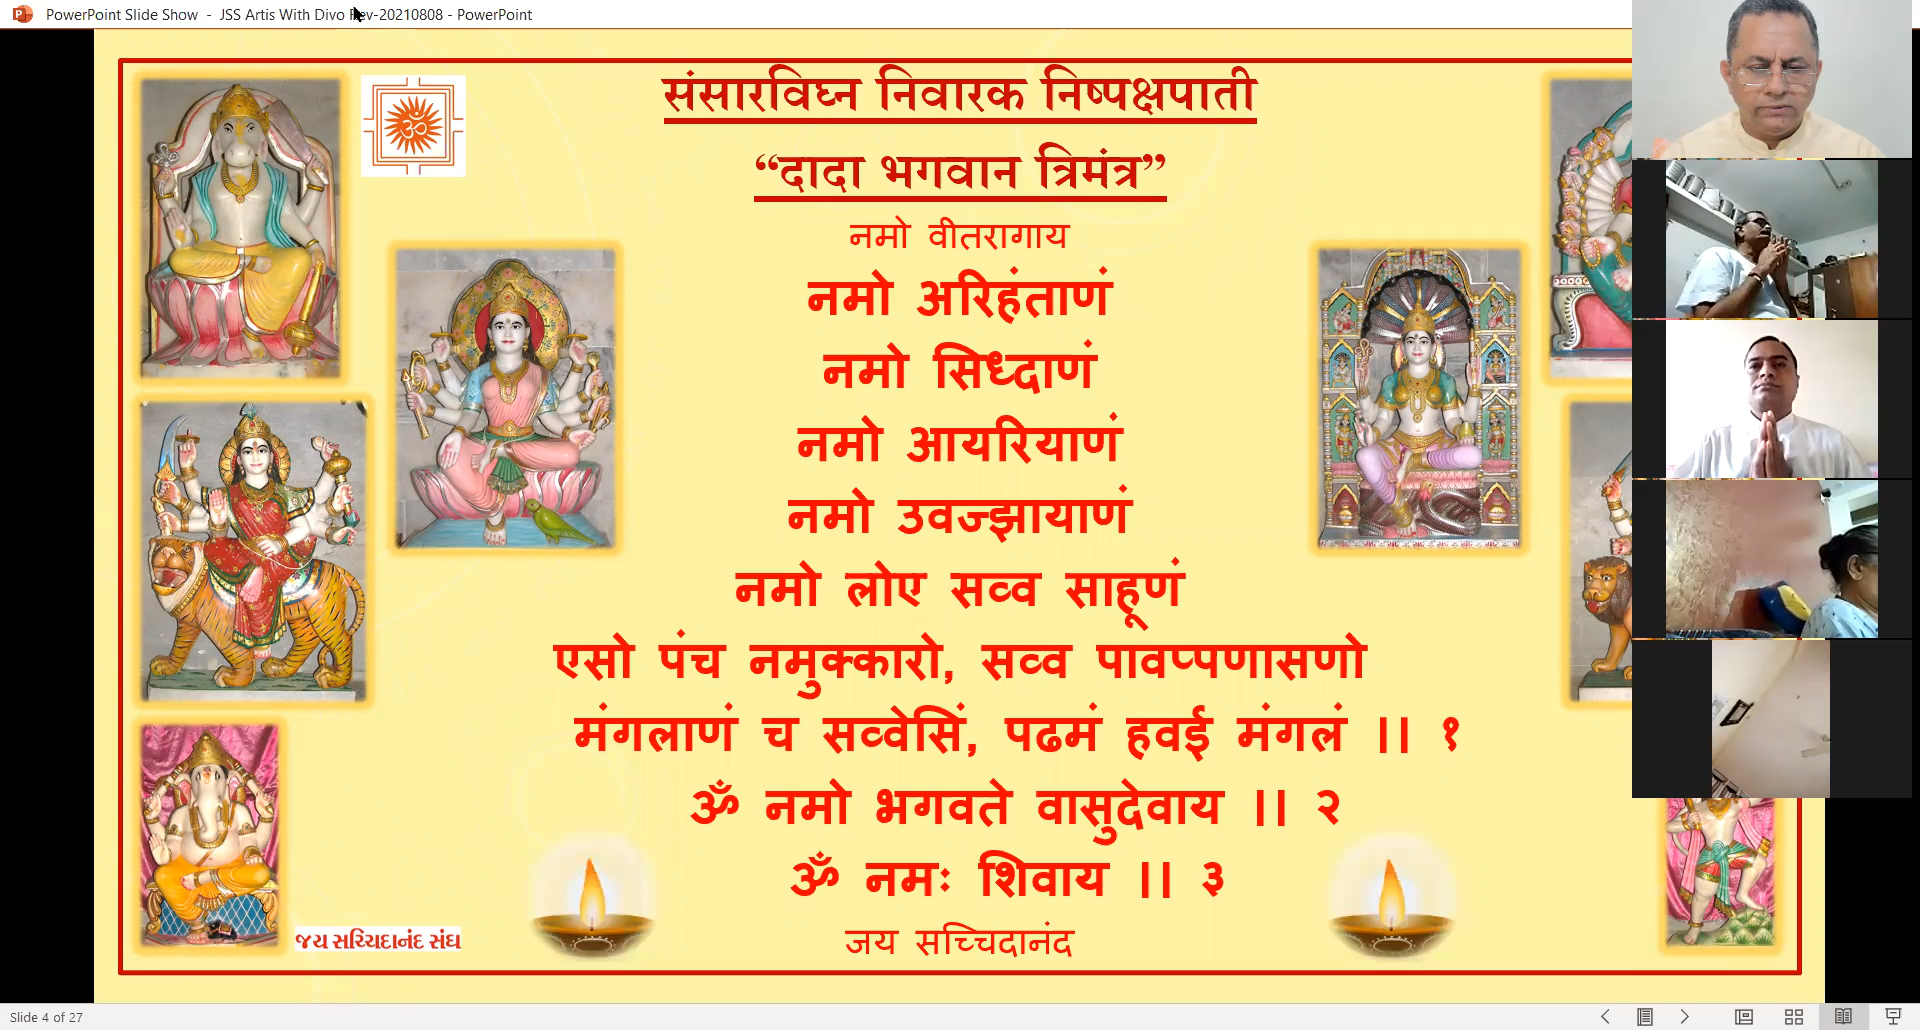 PowerPoint Slide Show - JSS Artis With Divo Rev-20210808 - PowerPoint
संसारविघ्न निवारक निष्पक्षपाती
“दादा भगवान त्रिमंत्र”
नमो वीतरागाय
नमो अरिहंताणं
नमो सिध्दाणं
नमो आयरियाणं
नमो उवज्झायाणं
नमो लोए सव्व साहूणं
एसो पंच नमुक्कारो, सव्व पावप्पणासणो
मंगलाणं च सव्वेसिं, पढमं हवई मंगलं ।। १
ॐ नमो भगवते वासुदेवाय ।। २
ॐ नमः शिवाय ।। ३
जय सच्चिदानंद
જય સચ્ચિદાનંદ સંઘ
Slide 4 of 27